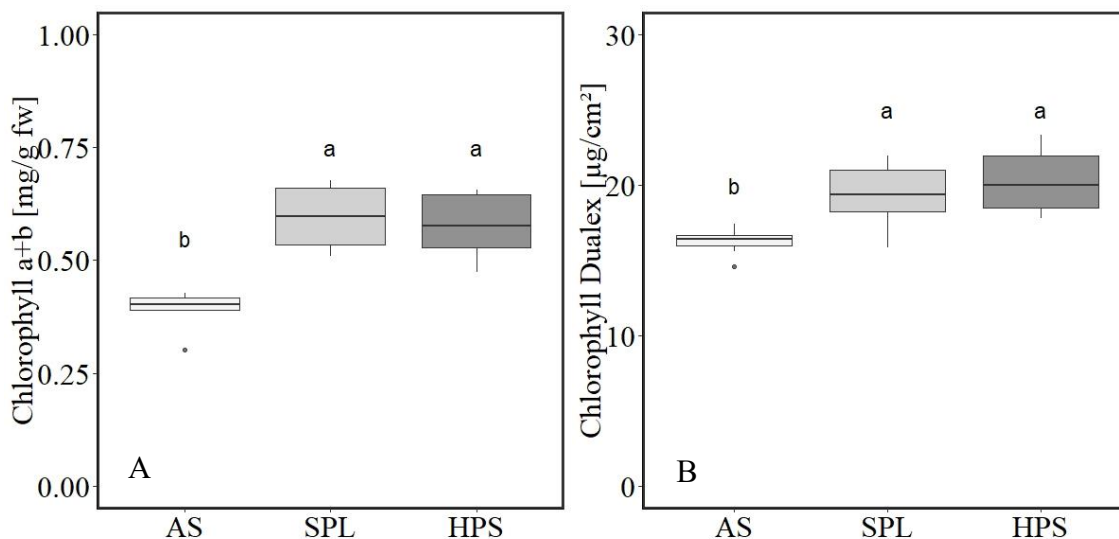 Chlorophyll a+b [mg/g fw]
1.00
0.75
0.50
0.25
0.00
b
a
a
A
AS SPL HPS
Chlorophyll Dualex [µg/cm²]
30
20
10
0
b
a
a
B
AS SPL HPS